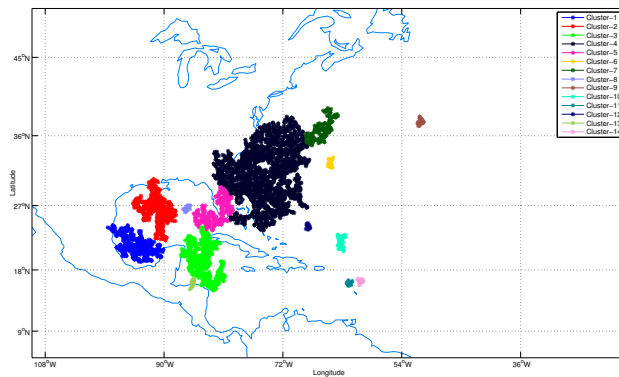 Cluster-1
Cluster-2
Cluster-3
Cluster-4
Cluster-5
Cluster-6
Cluster-7
Cluster-8
Cluster-9
Cluster-10
Cluster-11
Cluster-12
Cluster-13
Cluster-14
45°N
36°N
27°N
18°N
9°N
Latitude
108°W 90°W 72°W 54°W 36°W
Longitude